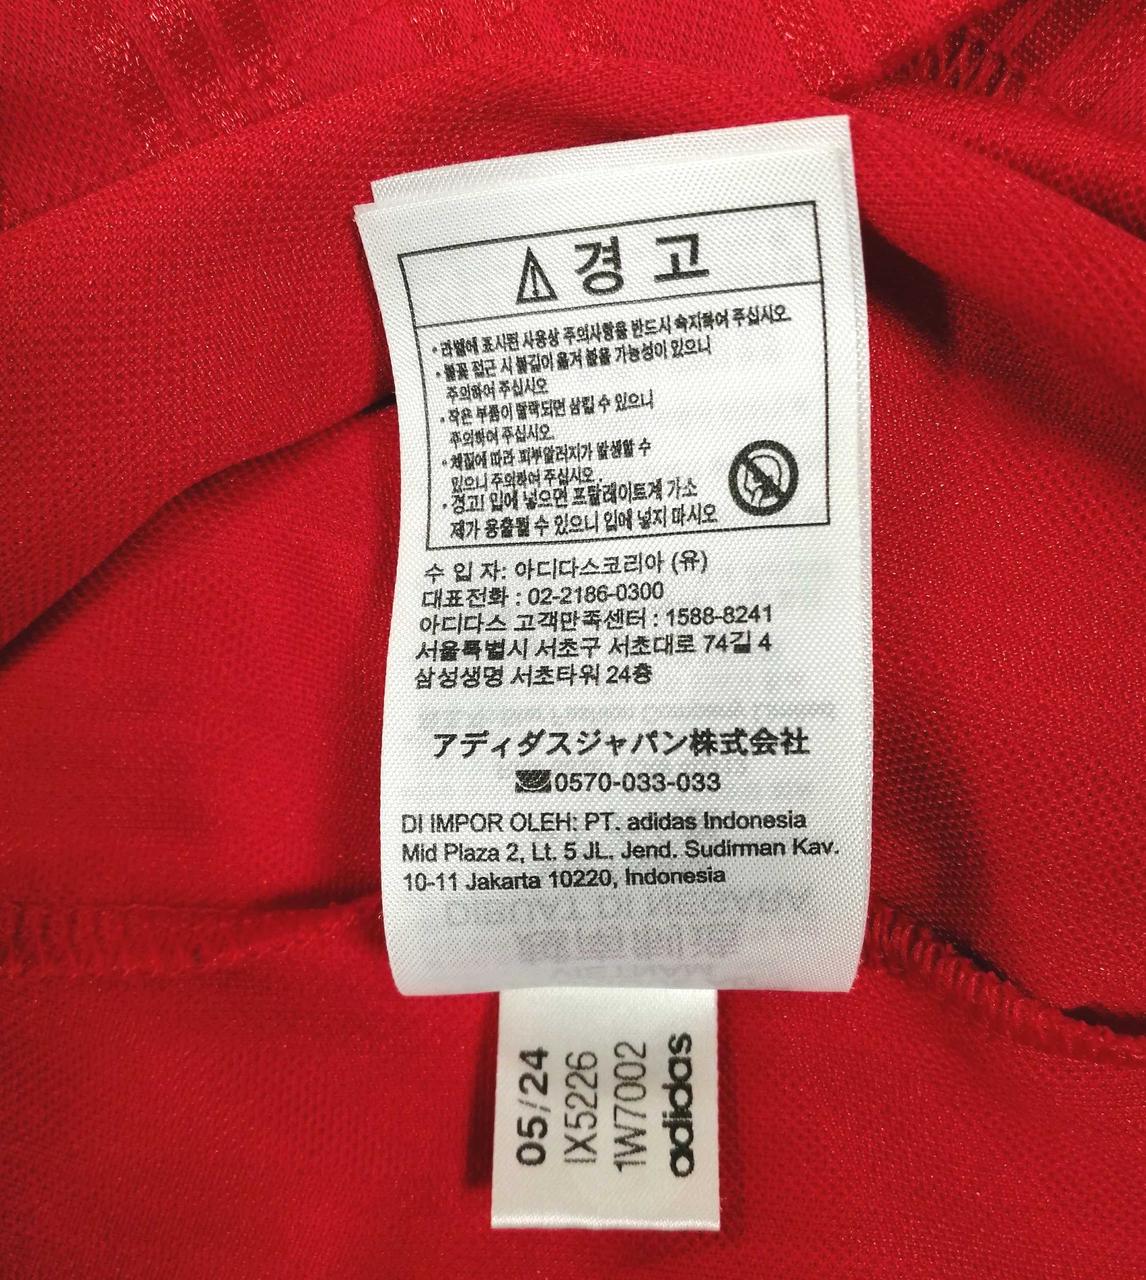 경 고
· 라벨에 표시된 사용상 주의사항을 반드시 숙지하여 주십시오.
· 불꽃 접근 시 불길이 옮겨 붙을 가능성이 있으니
주의하여 주십시오
· 작은 부품이 탈락되면 삼킬 수 있으니
주의하여 주십시오.
· 체질에 따라 피부알러지가 발생할 수
있으니 주의하여 주십시오.
· 경고! 입에 넣으면 프탈레이트계 가소
제가 용출될 수 있으니 입에 넣지 마시오
수 입 자: 아디다스코리아 (유)
대표전화 : 02-2186-0300
아디다스 고객만족센터 : 1588-8241
서울특별시 서초구 서초대로 74길 4
삼성생명 서초타워 24층
アディダスジャパン株式会社
0570-033-033
DI IMPOR OLEH: PT. adidas Indonesia
Mid Plaza 2, Lt. 5 JL. Jend. Sudirman Kav.
10-11 Jakarta 10220, Indonesia
05/24
IX5226
1W7002
adidas